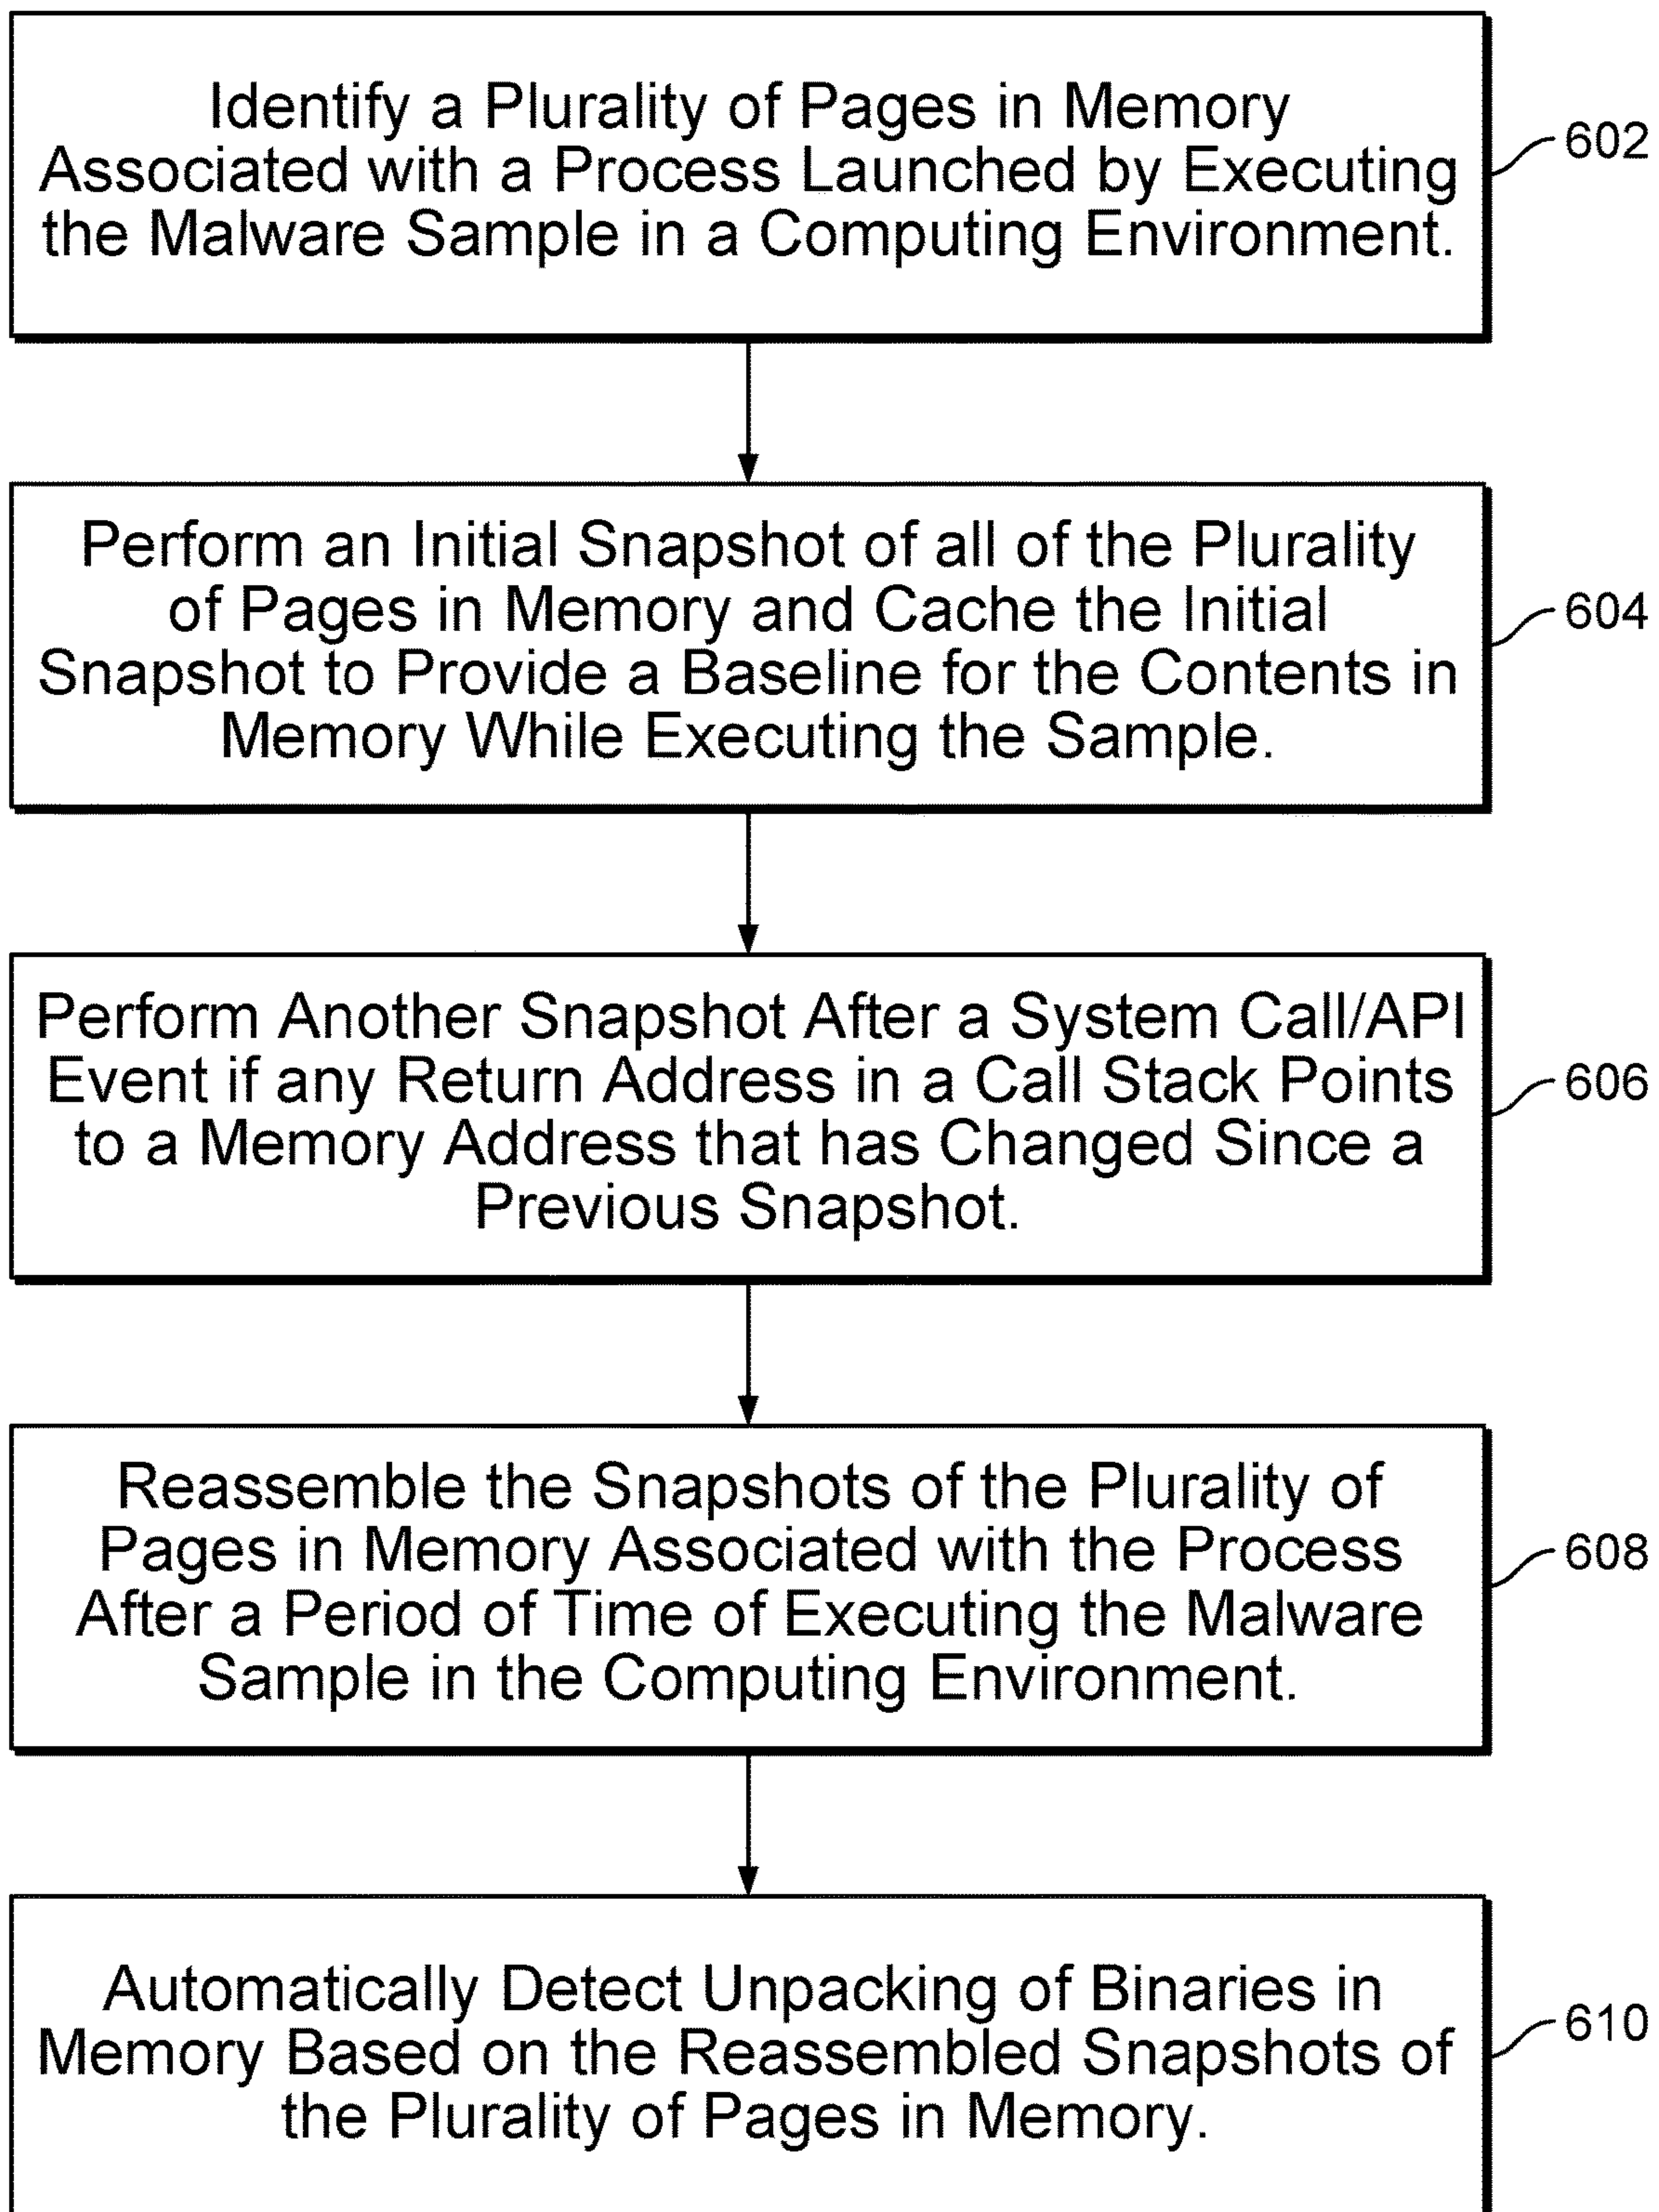 Identify a Plurality of Pages in Memory
Associated with a Process Launched by Executing
the Malware Sample in a Computing Environment.
602
Perform an Initial Snapshot of all of the Plurality
of Pages in Memory and Cache the Initial
Snapshot to Provide a Baseline for the Contents in
Memory While Executing the Sample.
604
Perform Another Snapshot After a System Call/API
Event if any Return Address in a Call Stack Points
to a Memory Address that has Changed Since a
Previous Snapshot.
606
Reassemble the Snapshots of the Plurality of
Pages in Memory Associated with the Process
After a Period of Time of Executing the Malware
Sample in the Computing Environment.
608
Automatically Detect Unpacking of Binaries in
Memory Based on the Reassembled Snapshots of
the Plurality of Pages in Memory.
610